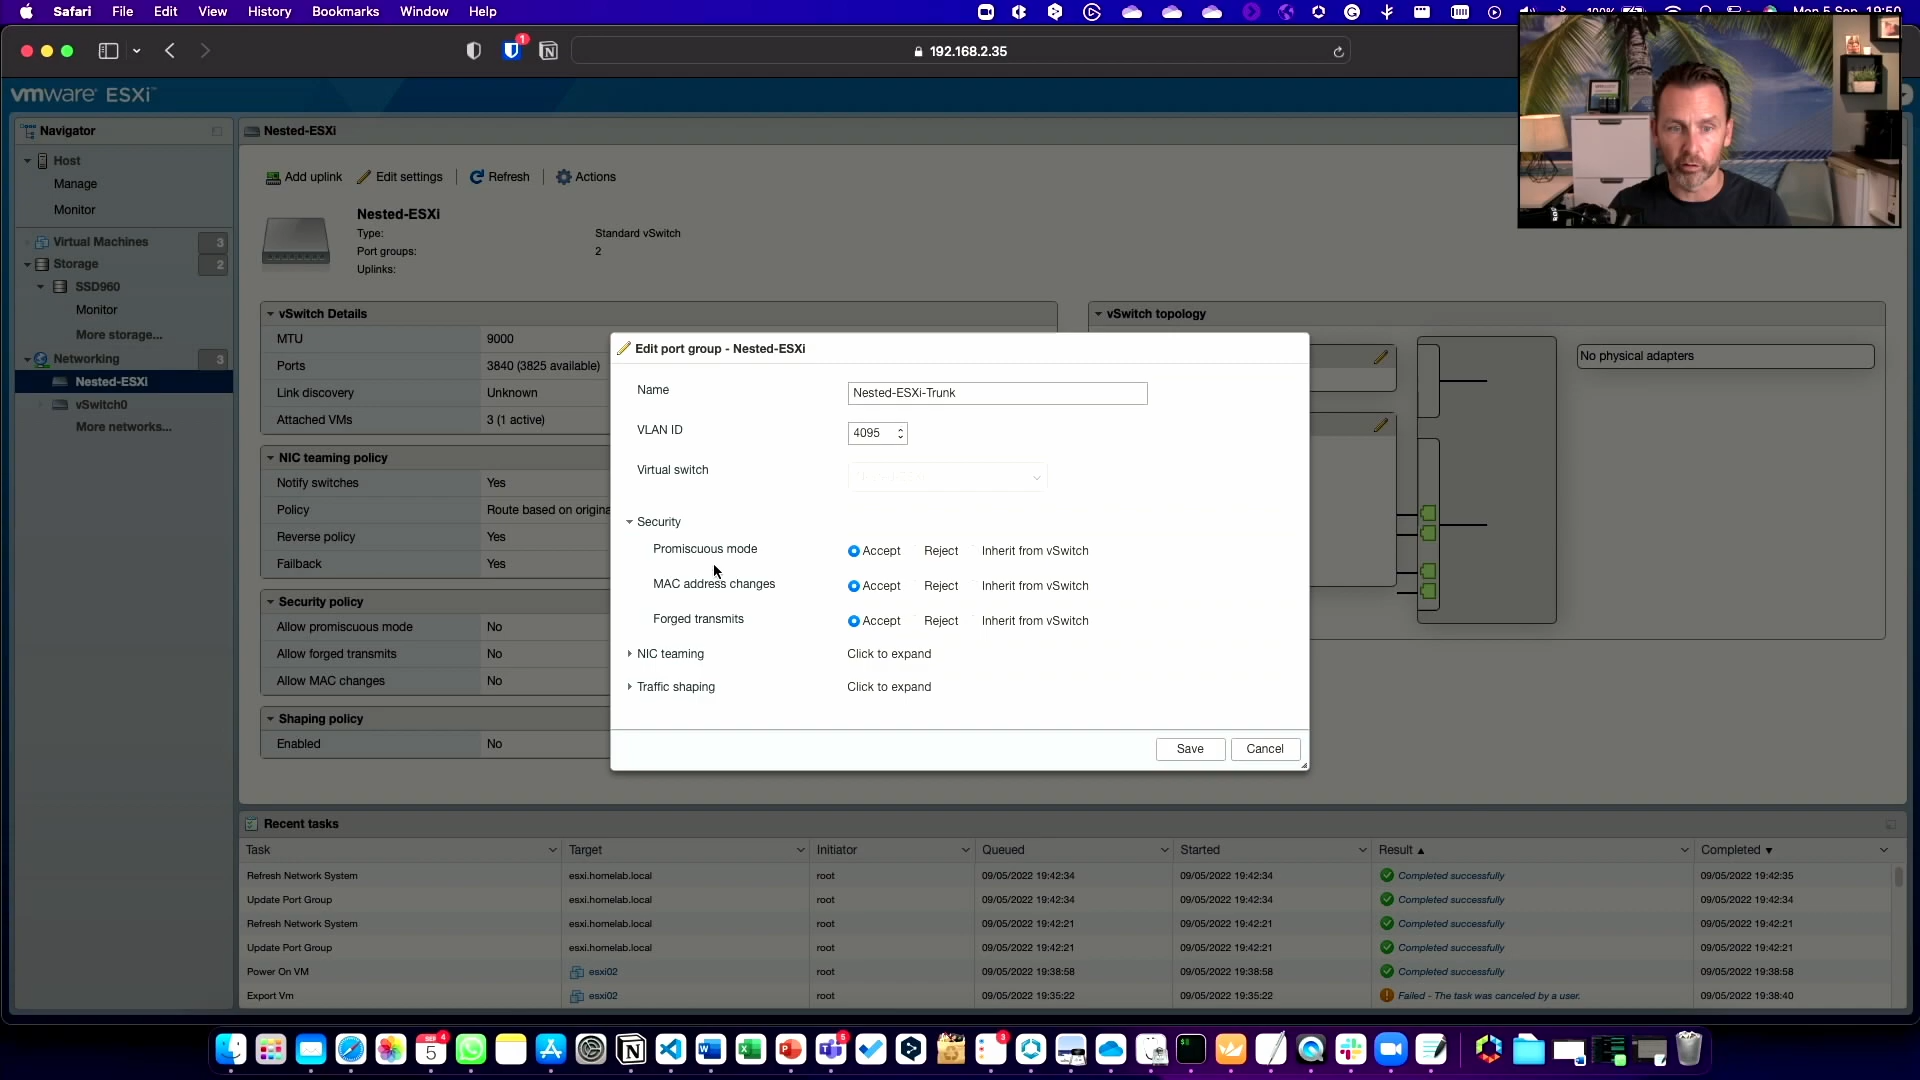 Safari File Edit View History Bookmarks Window Help
1
192.168.2.35
vmware ESXi™
Navigator
Host
Manage
Monitor
Virtual Machines 3
Storage 2
SSD960
Monitor
More storage...
Networking 3
Nested-ESXi
vSwitch0
More networks...
Nested-ESXi
Add uplink Edit settings Refresh Actions
Nested-ESXi
Type: Standard vSwitch
Port groups: 2
Uplinks:
vSwitch Details
MTU 9000
Ports 3840 (3825 available)
Link discovery Unknown
Attached VMs 3 (1 active)
NIC teaming policy
Notify switches Yes
Policy Route based on origina
Reverse policy Yes
Failback Yes
Security policy
Allow promiscuous mode No
Allow forged transmits No
Allow MAC changes No
Shaping policy
Enabled No
vSwitch topology
No physical adapters
Edit port group - Nested-ESXi
Name Nested-ESXi-Trunk
VLAN ID 4095
Virtual switch
Security
Promiscuous mode Accept Reject Inherit from vSwitch
MAC address changes Accept Reject Inherit from vSwitch
Forged transmits Accept Reject Inherit from vSwitch
NIC teaming Click to expand
Traffic shaping Click to expand
Save Cancel
Recent tasks
Task Target Initiator Queued Started Result ▲ Completed ▼
Refresh Network System esxi.homelab.local root 09/05/2022 19:42:34 09/05/2022 19:42:34 Completed successfully 09/05/2022 19:42:35
Update Port Group esxi.homelab.local root 09/05/2022 19:42:34 09/05/2022 19:42:34 Completed successfully 09/05/2022 19:42:34
Refresh Network System esxi.homelab.local root 09/05/2022 19:42:21 09/05/2022 19:42:21 Completed successfully 09/05/2022 19:42:21
Update Port Group esxi.homelab.local root 09/05/2022 19:42:21 09/05/2022 19:42:21 Completed successfully 09/05/2022 19:42:21
Power On VM esxi02 root 09/05/2022 19:38:58 09/05/2022 19:38:58 Completed successfully 09/05/2022 19:38:58
Export Vm esxi02 root 09/05/2022 19:35:22 09/05/2022 19:35:22 Failed - The task was canceled by a user. 09/05/2022 19:38:40
SEP 5 4 5 3